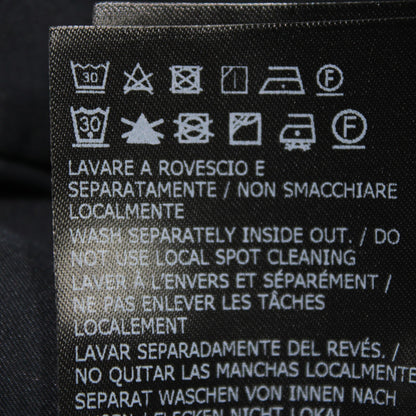 30 F
30 F
LAVARE A ROVESCIO E
SEPARATAMENTE / NON SMACCHIARE
LOCALMENTE
WASH SEPARATELY INSIDE OUT. / DO
NOT USE LOCAL SPOT CLEANING
LAVER À L'ENVERS ET SÉPARÉMENT /
NE PAS ENLEVER LES TÂCHES
LOCALEMENT
LAVAR SEPARADAMENTE DEL REVÉS. /
NO QUITAR LAS MANCHAS LOCALMENTE
SEPARAT WASCHEN VON INNEN NACH
/ FLECKEN NICHT